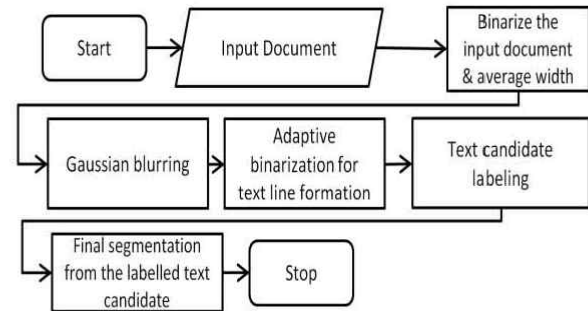 Start
Input Document
Binarize the
input document
& average width
Gaussian blurring
Adaptive
binarization for
text line formation
Text candidate
labeling
Final segmentation
from the labelled text
candidate
Stop